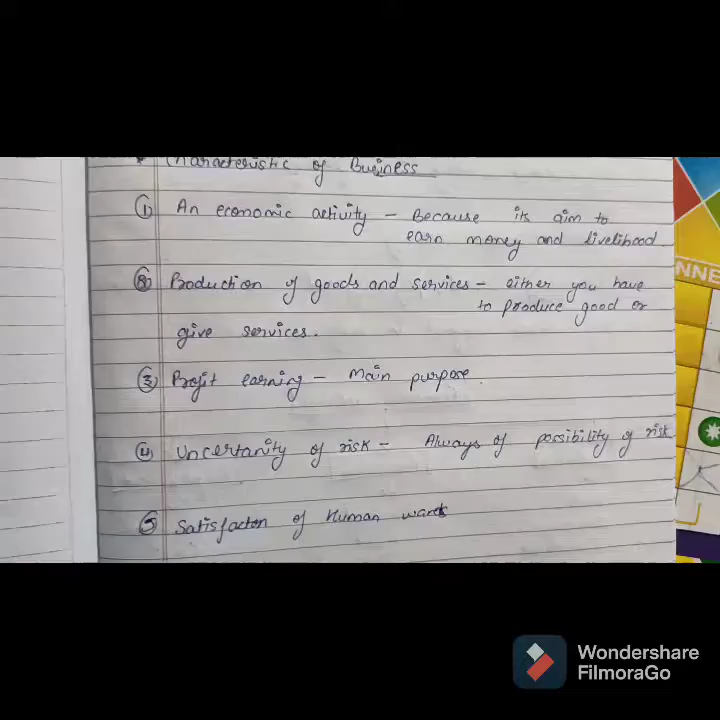 * Characteristic of Business
① An economic activity – Because its aim to
earn money and livelihood
② Production of goods and services – either you have
to produce good or
give services.
③ Profit earning – main purpose.
④ Uncertanity of risk – Always of possibility of risk
⑤ Satisfacton of Human wants
NNE
Wondershare
FilmoraGo